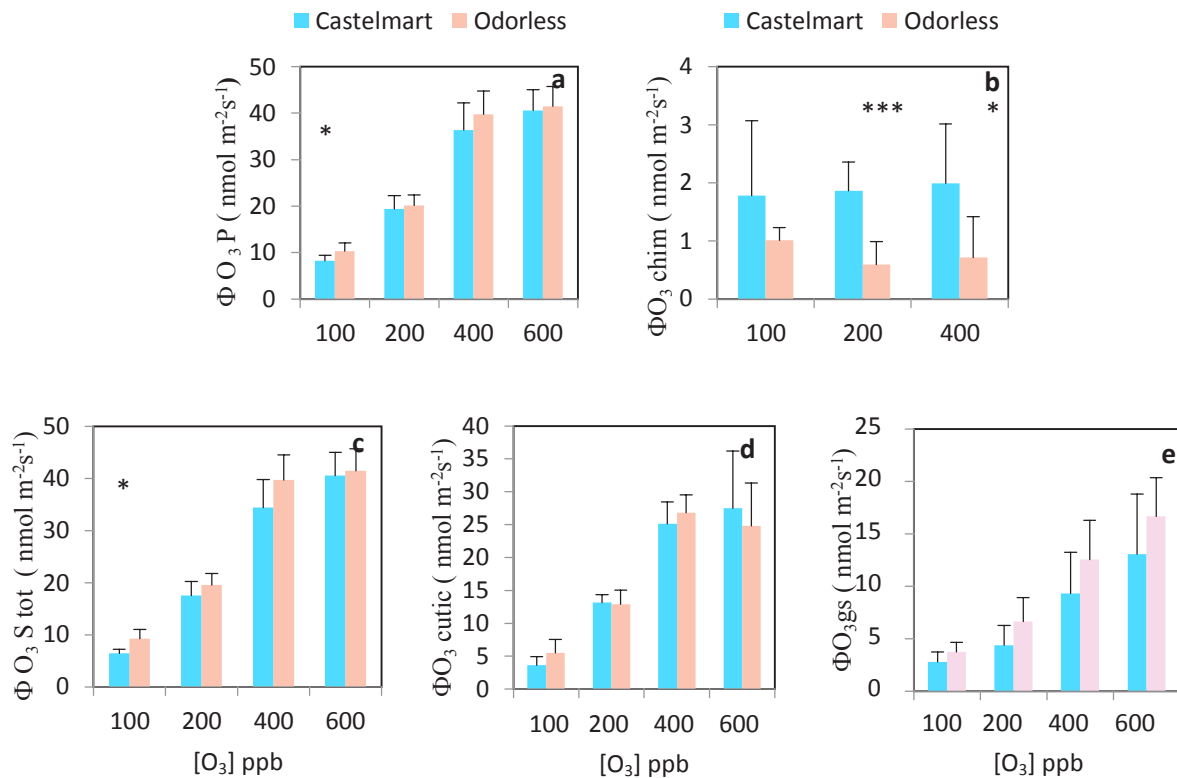 Castelmart Odorless
Castelmart Odorless
a
Φ O3 P ( nmol m-2s-1)
50
40
30
20
10
0
*
100 200 400 600
b
ΦO3 chim ( nmol m-2s-1)
4
3
2
1
0
*** *
100 200 400
c
Φ O3 S tot ( nmol m-2s-1)
50
40
30
20
10
0
*
100 200 400 600
[O3] ppb
d
ΦO3 cutic ( nmol m-2s-1)
40
35
30
25
20
15
10
5
0
100 200 400 600
[O3] ppb
e
ΦO3gs ( nmol m-2s-1)
25
20
15
10
5
0
100 200 400 600
[O3] ppb